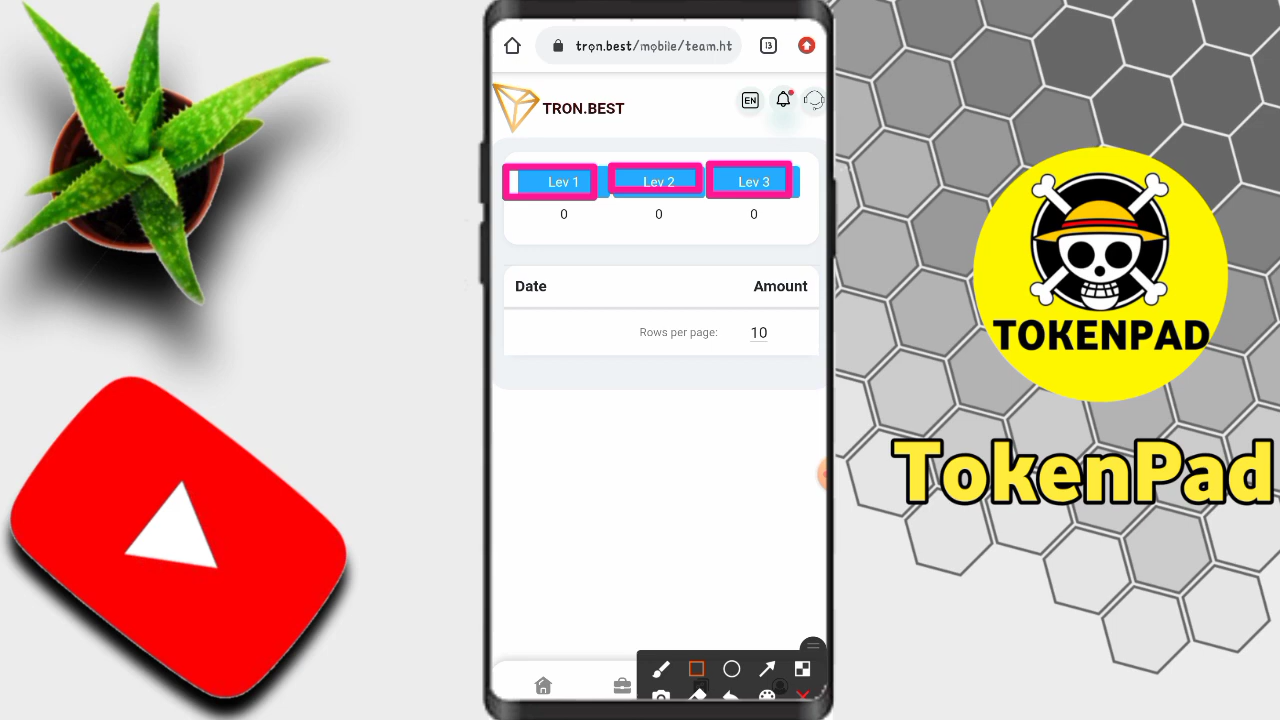 tron.best/mobile/team.ht
13
TRON.BEST
EN
Lev 1
Lev 2
Lev 3
0
0
0
Date
Amount
Rows per page:
10
TOKENPAD
TokenPad